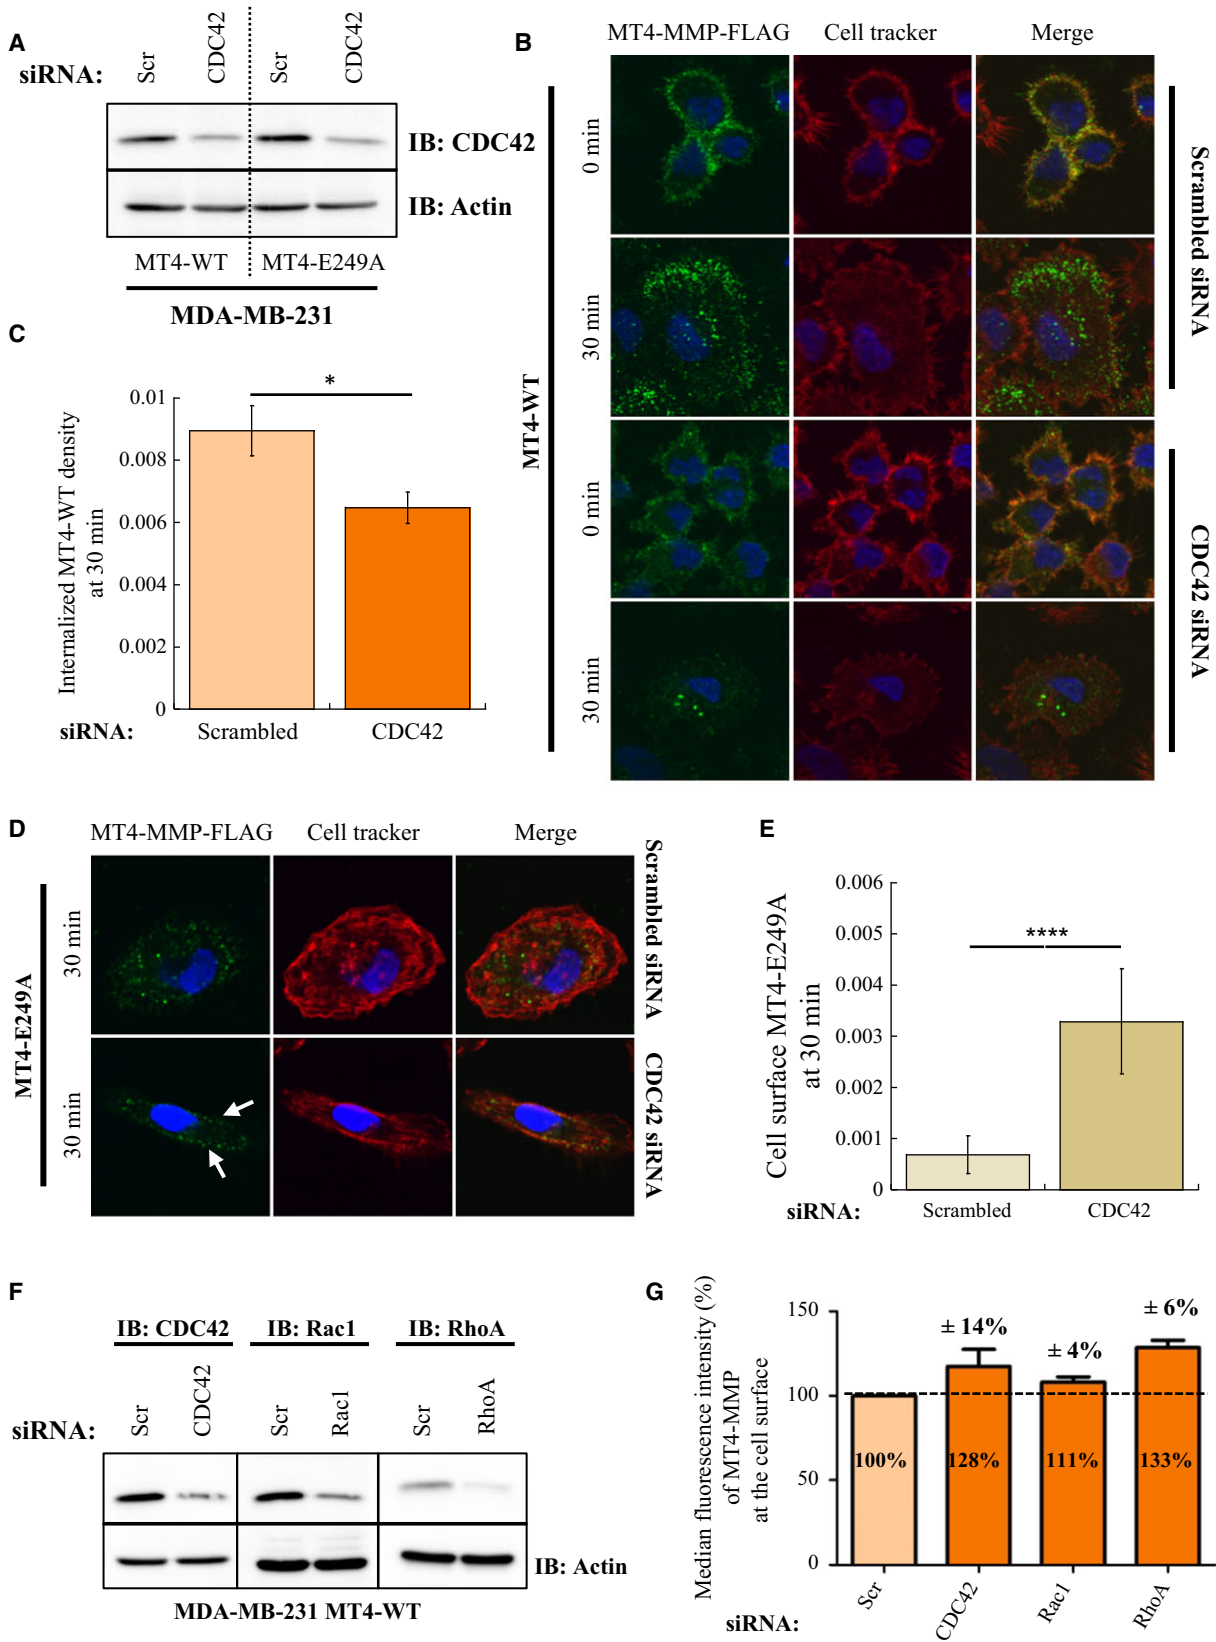 A
siRNA:
Scr
CDC42
Scr
CDC42
IB: CDC42
IB: Actin
MT4-WT
MT4-E249A
MDA-MB-231
B
MT4-MMP-FLAG
Cell tracker
Merge
MT4-WT
0 min
30 min
0 min
30 min
Scrambled siRNA
CDC42 siRNA
C
Internalized MT4-WT density
at 30 min
0.01
0.008
0.006
0.004
0.002
0
*
siRNA:
Scrambled
CDC42
D
MT4-MMP-FLAG
Cell tracker
Merge
MT4-E249A
30 min
30 min
Scrambled siRNA
CDC42 siRNA
E
Cell surface MT4-E249A
at 30 min
0.006
0.005
0.004
0.003
0.002
0.001
0
****
siRNA:
Scrambled
CDC42
F
IB: CDC42
IB: Rac1
IB: RhoA
siRNA:
Scr
CDC42
Scr
Rac1
Scr
RhoA
IB: Actin
MDA-MB-231 MT4-WT
G
Median fluorescence intensity (%)
of MT4-MMP
at the cell surface
150
100
50
0
± 14%
± 4%
± 6%
100%
128%
111%
133%
siRNA:
Scr
CDC42
Rac1
RhoA